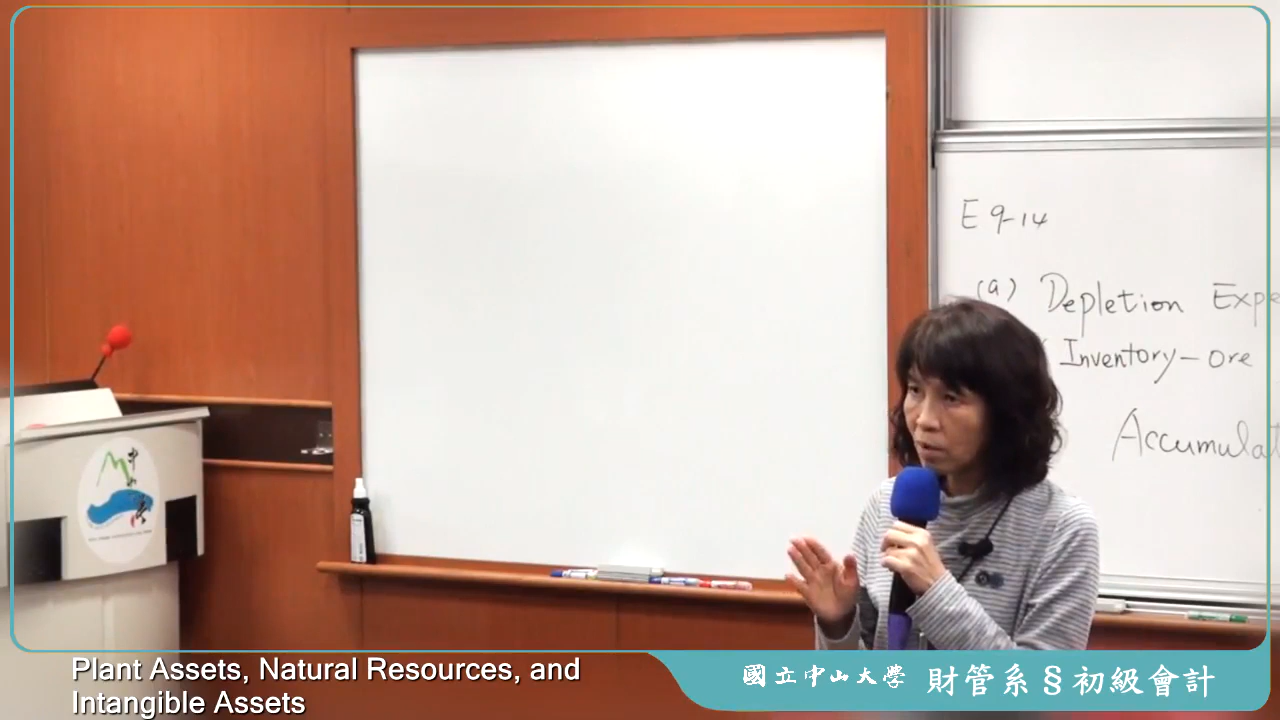 E 9-14
(a) Depletion Expe
Inventory-ore
Accumulat
Plant Assets, Natural Resources, and
Intangible Assets
國立中山大學 財管系§初級會計